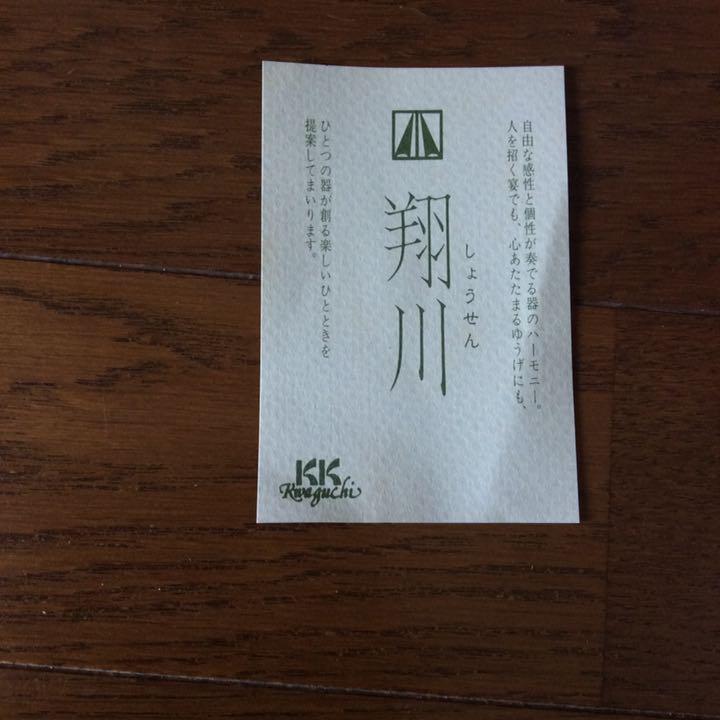 自由な感性と個性が奏でる器のハーモニー。
人を招く宴でも、心あたたまるゆうげにも、
しょうせん
翔川
ひとつの器が創る楽しいひとときを
提案してまいります。
KK
Kwaguchi